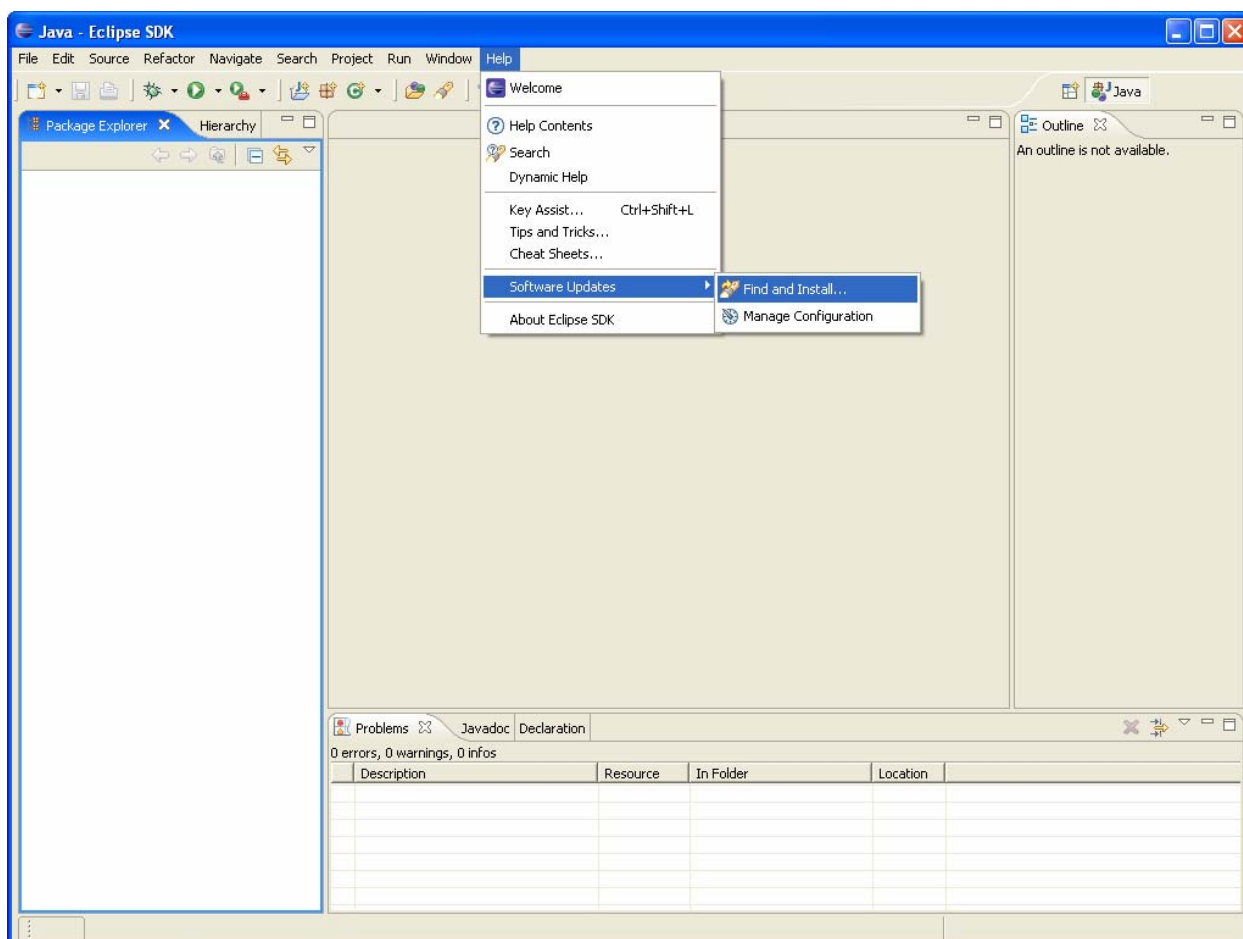 Java - Eclipse SDK
File Edit Source Refactor Navigate Search Project Run Window Help
Java
Package Explorer
Hierarchy
Outline
An outline is not available.
Welcome
Help Contents
Search
Dynamic Help
Key Assist... Ctrl+Shift+L
Tips and Tricks...
Cheat Sheets...
Software Updates
Find and Install...
Manage Configuration
About Eclipse SDK
Problems Javadoc Declaration
0 errors, 0 warnings, 0 infos
Description Resource In Folder Location